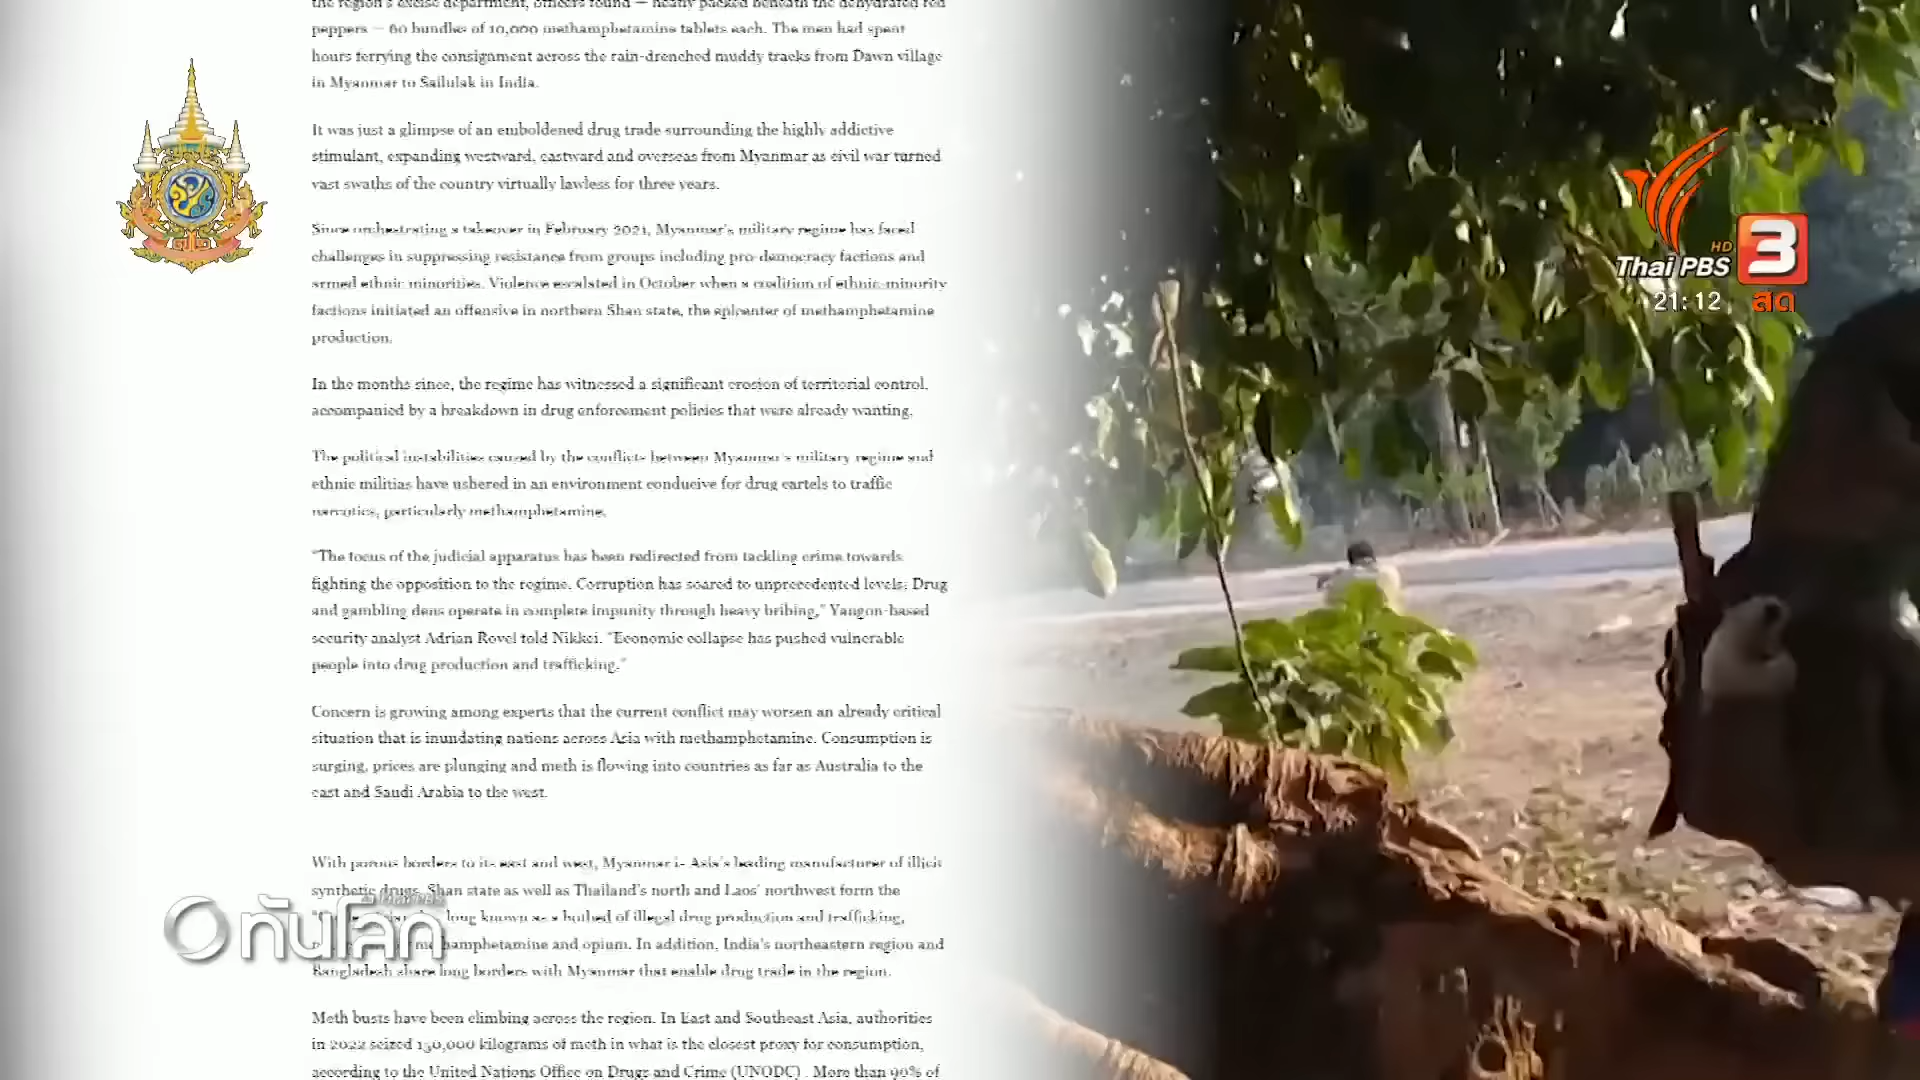 the region's excise department, officers found — neatly packed beneath the dehydrated red
peppers — 60 bundles of 10,000 methamphetamine tablets each. The men had spent
hours ferrying the consignment across the rain-drenched muddy tracks from Dawn village
in Myanmar to Sailulak in India.
It was just a glimpse of an emboldened drug trade surrounding the highly addictive
stimulant, expanding westward, eastward and overseas from Myanmar as civil war turned
vast swaths of the country virtually lawless for three years.
Since orchestrating a takeover in February 2021, Myanmar's military regime has faced
challenges in suppressing resistance from groups including pro-democracy factions and
armed ethnic minorities. Violence escalated in October when a coalition of ethnic-minority
factions initiated an offensive in northern Shan state, the epicenter of methamphetamine
production.
In the months since, the regime has witnessed a significant erosion of territorial control,
accompanied by a breakdown in drug enforcement policies that were already wanting.
The political instabilities caused by the conflicts between Myanmar's military regime and
ethnic militias have ushered in an environment conducive for drug cartels to traffic
narcotics, particularly methamphetamine.
"The focus of the judicial apparatus has been redirected from tackling crime towards
fighting the opposition to the regime. Corruption has soared to unprecedented levels. Drug
and gambling dens operate in complete impunity through heavy bribing," Yangon-based
security analyst Adrian Rovel told Nikkei. "Economic collapse has pushed vulnerable
people into drug production and trafficking."
Concern is growing among experts that the current conflict may worsen an already critical
situation that is inundating nations across Asia with methamphetamine. Consumption is
surging, prices are plunging and meth is flowing into countries as far as Australia to the
east and Saudi Arabia to the west.
With porous borders to its east and west, Myanmar is Asia's leading manufacturer of illicit
synthetic drugs. Shan state as well as Thailand's north and Laos' northwest form the
long known as a hotbed of illegal drug production and trafficking,
methamphetamine and opium. In addition, India's northeastern region and
Bangladesh share long borders with Myanmar that enable drug trade in the region.
Meth busts have been climbing across the region. In East and Southeast Asia, authorities
in 2022 seized 150,000 kilograms of meth in what is the closest proxy for consumption,
according to the United Nations Office on Drugs and Crime (UNODC) . More than 90% of
ทันโลก
Thai PBS
Thai PBS HD 3
21:12 สด